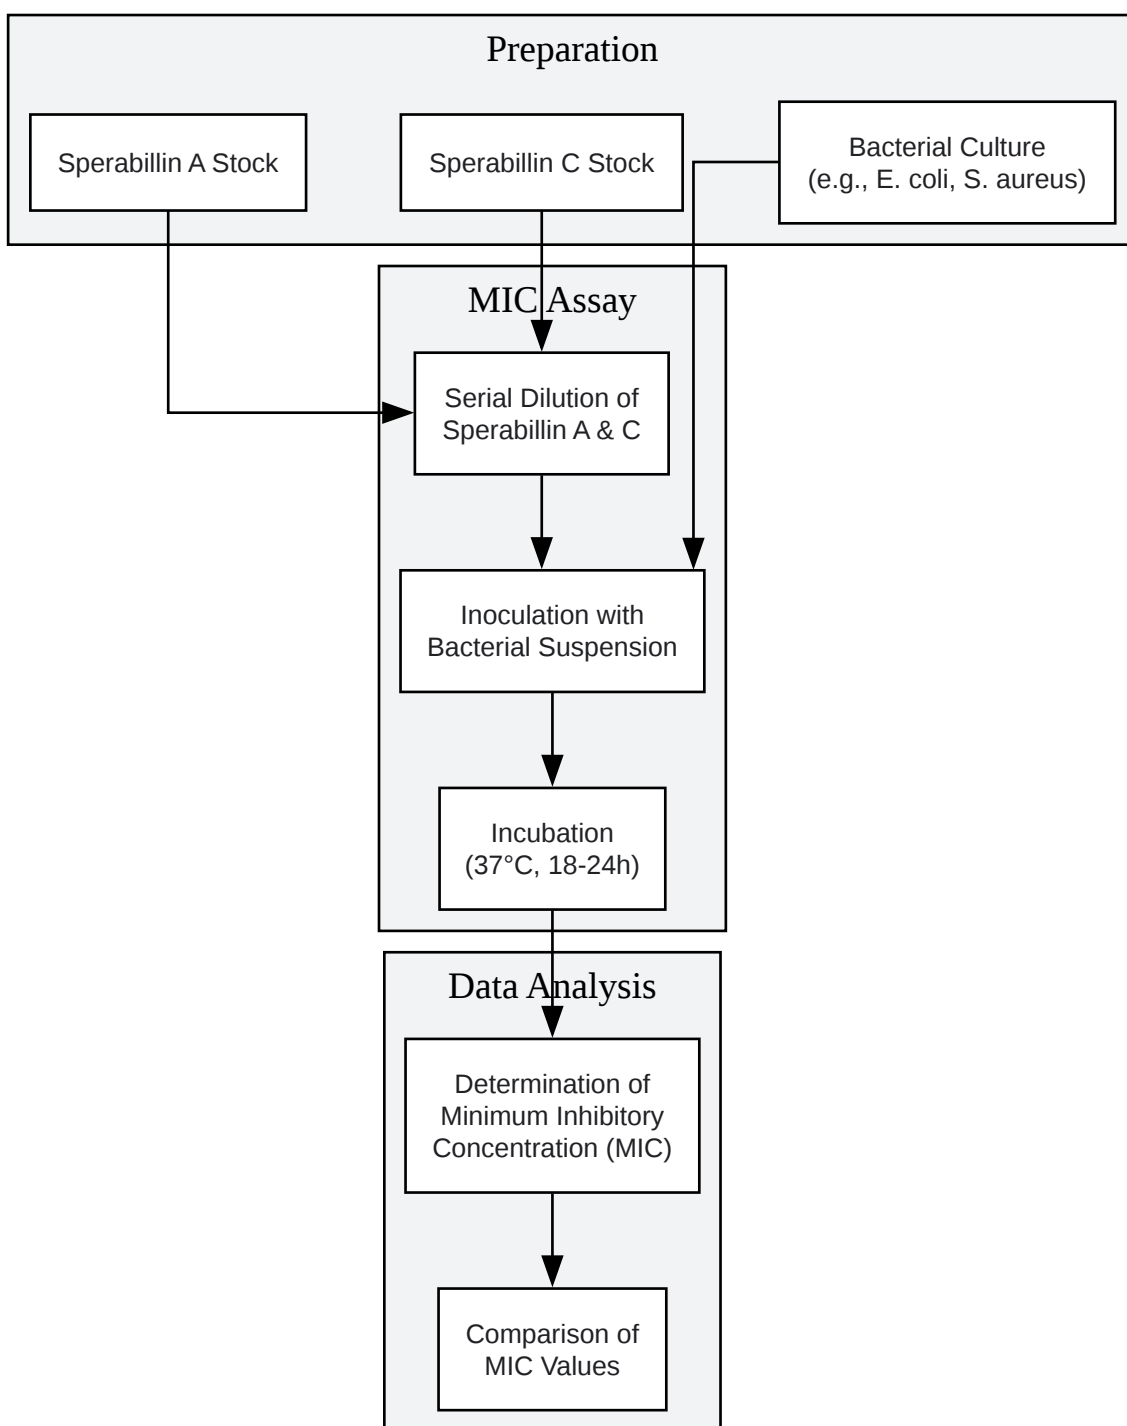 Preparation
Sperabillin A Stock
Sperabillin C Stock
Bacterial Culture
(e.g., E. coli, S. aureus)
MIC Assay
Serial Dilution of
Sperabillin A & C
Inoculation with
Bacterial Suspension
Incubation
(37°C, 18-24h)
Data Analysis
Determination of
Minimum Inhibitory
Concentration (MIC)
Comparison of
MIC Values